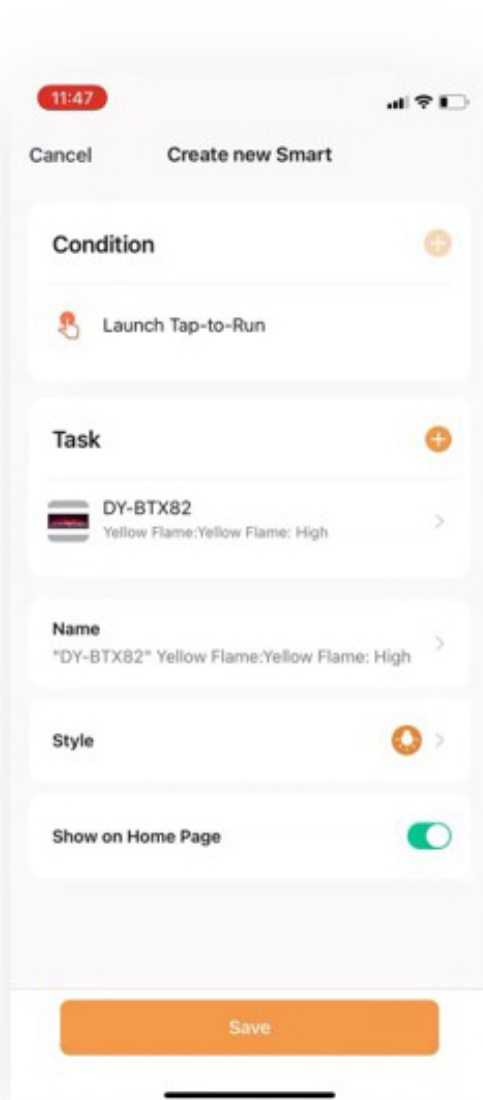 11:47
Cancel
Create new Smart
Condition
Launch Tap-to-Run
Task
DY-BTX82
Yellow Flame:Yellow Flame: High
Name
"DY-BTX82" Yellow Flame:Yellow Flame: High
Style
Show on Home Page
Save